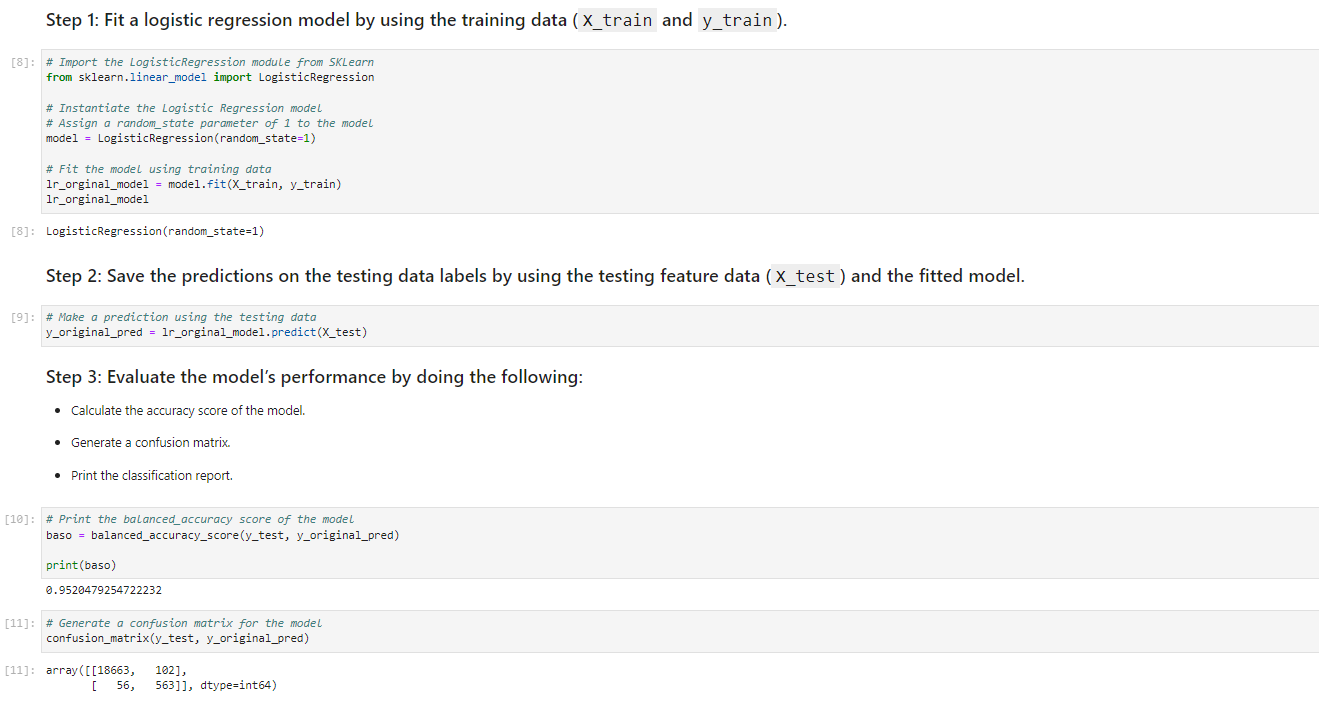 Step 1: Fit a logistic regression model by using the training data (X_train and y_train).
[8]: # Import the LogisticRegression module from SKLearn
from sklearn.linear_model import LogisticRegression
# Instantiate the Logistic Regression model
# Assign a random_state parameter of 1 to the model
model = LogisticRegression(random_state=1)
# Fit the model using training data
lr_orginal_model = model.fit(X_train, y_train)
lr_orginal_model
[8]: LogisticRegression(random_state=1)
Step 2: Save the predictions on the testing data labels by using the testing feature data (X_test) and the fitted model.
[9]: # Make a prediction using the testing data
y_original_pred = lr_orginal_model.predict(X_test)
Step 3: Evaluate the model’s performance by doing the following:
• Calculate the accuracy score of the model.
• Generate a confusion matrix.
• Print the classification report.
[10]: # Print the balanced_accuracy score of the model
baso = balanced_accuracy_score(y_test, y_original_pred)
print(baso)
0.9520479254722232
[11]: # Generate a confusion matrix for the model
confusion_matrix(y_test, y_original_pred)
[11]: array([[18663, 102],
[ 56, 563]], dtype=int64)